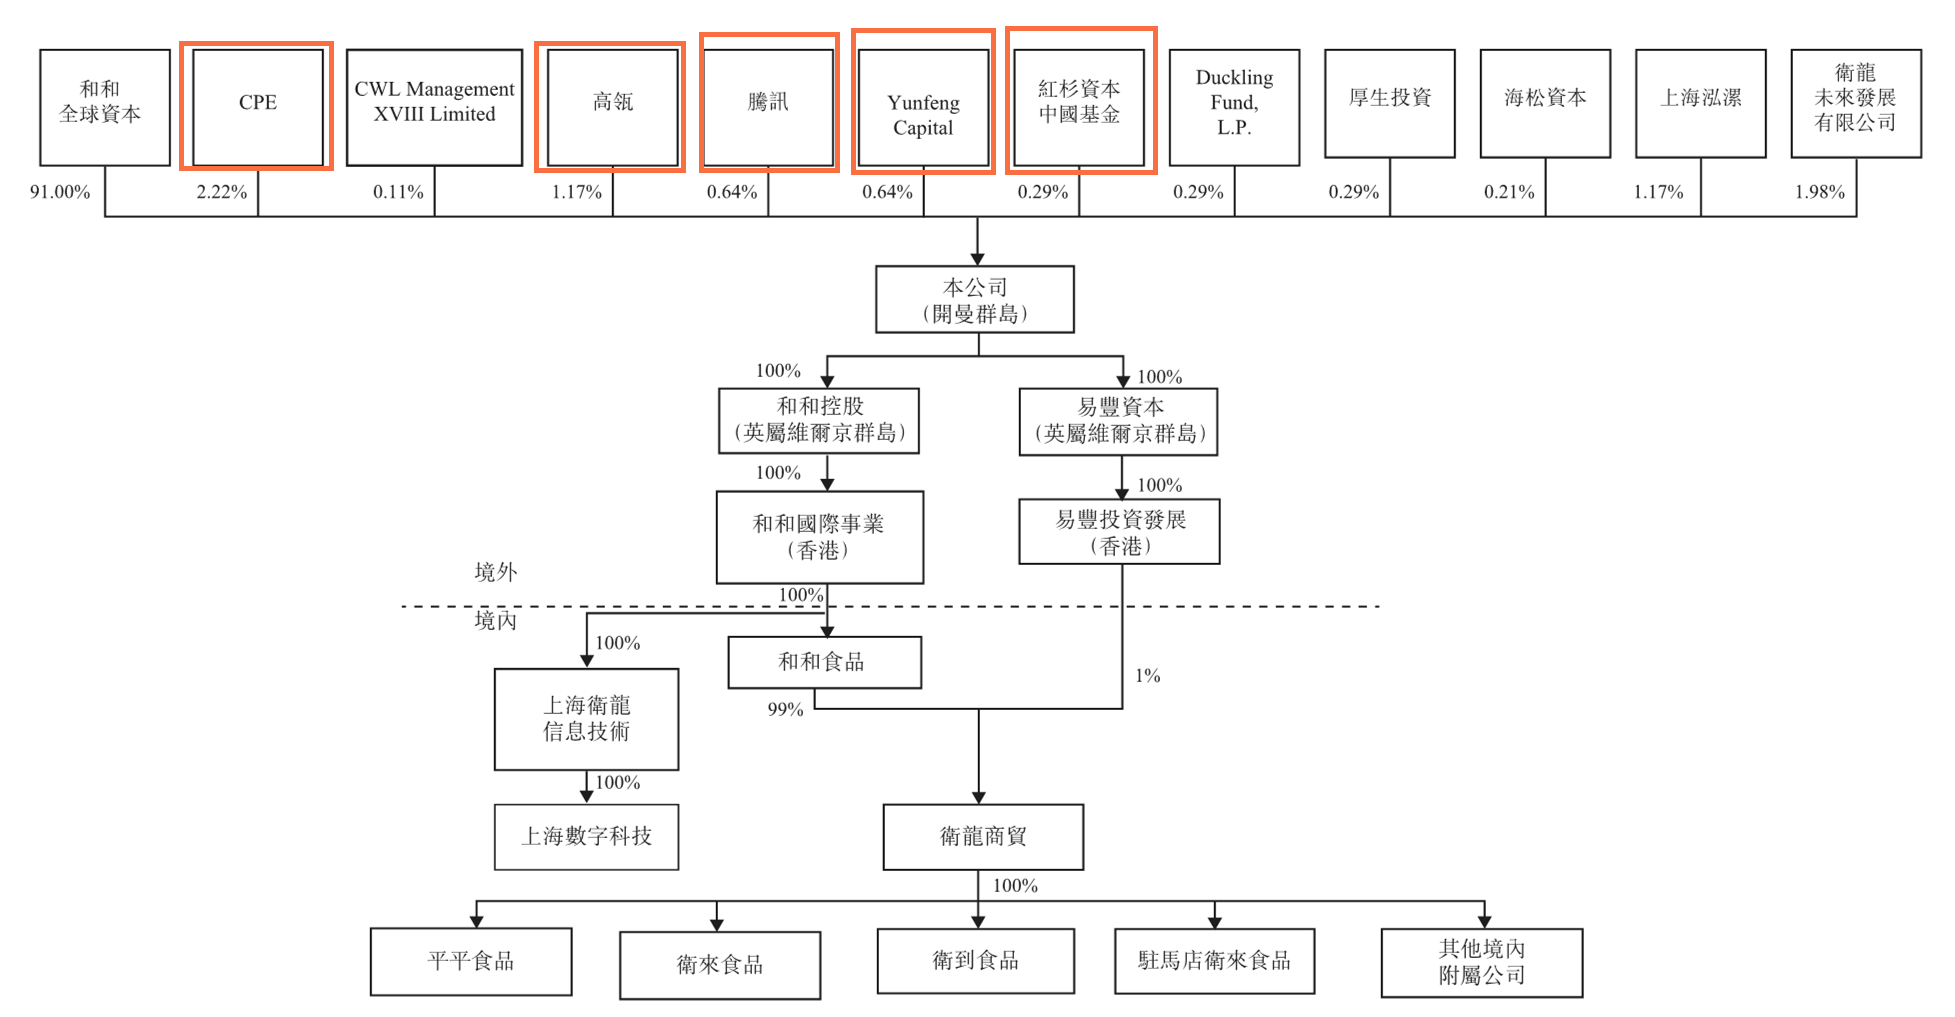 和和
全球資本
CPE
CWL Management
XVIII Limited
高瓴
騰訊
Yunfeng
Capital
紅杉資本
中國基金
Duckling
Fund,
L.P.
厚生投資
海松資本
上海泓漯
衛龍
未來發展
有限公司
91.00%
2.22%
0.11%
1.17%
0.64%
0.64%
0.29%
0.29%
0.29%
0.21%
1.17%
1.98%
本公司
（開曼群島）
100%
100%
和和控股
（英屬維爾京群島）
易豐資本
（英屬維爾京群島）
100%
100%
和和國際事業
（香港）
易豐投資發展
（香港）
境外
100%
境內
100%
和和食品
1%
上海衛龍
信息技術
99%
100%
上海數字科技
衛龍商貿
100%
平平食品
衛來食品
衛到食品
駐馬店衛來食品
其他境內
附屬公司